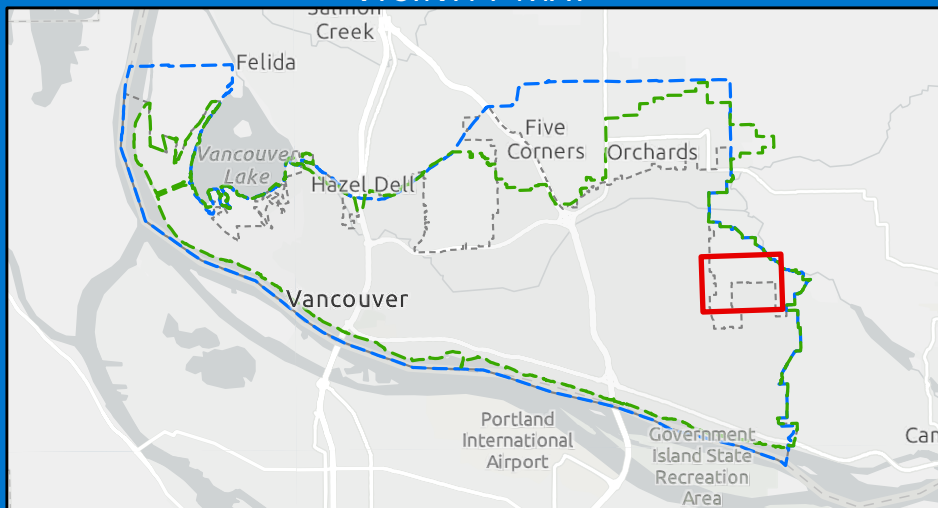 Salmon
Creek
Felida
Five
Corners
Orchards
Vancouver
Lake
Hazel Dell
Vancouver
Portland
International
Airport
Government
Island State
Recreation
Area